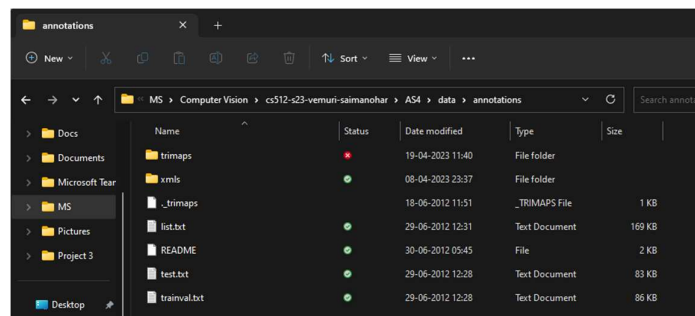 annotations
New
Sort
View
MS > Computer Vision > cs512-s23-vemuri-saimanohar > AS4 > data > annotations
Search annota
Docs
Documents
Microsoft Tear
MS
Pictures
Project 3
Desktop
Name Status Date modified Type Size
trimaps 19-04-2023 11:40 File folder
xmls 08-04-2023 23:37 File folder
._trimaps 18-06-2012 11:51 _TRIMAPS File 1 KB
list.txt 29-06-2012 12:31 Text Document 169 KB
README 30-06-2012 05:45 File 2 KB
test.txt 29-06-2012 12:28 Text Document 83 KB
trainval.txt 29-06-2012 12:28 Text Document 86 KB